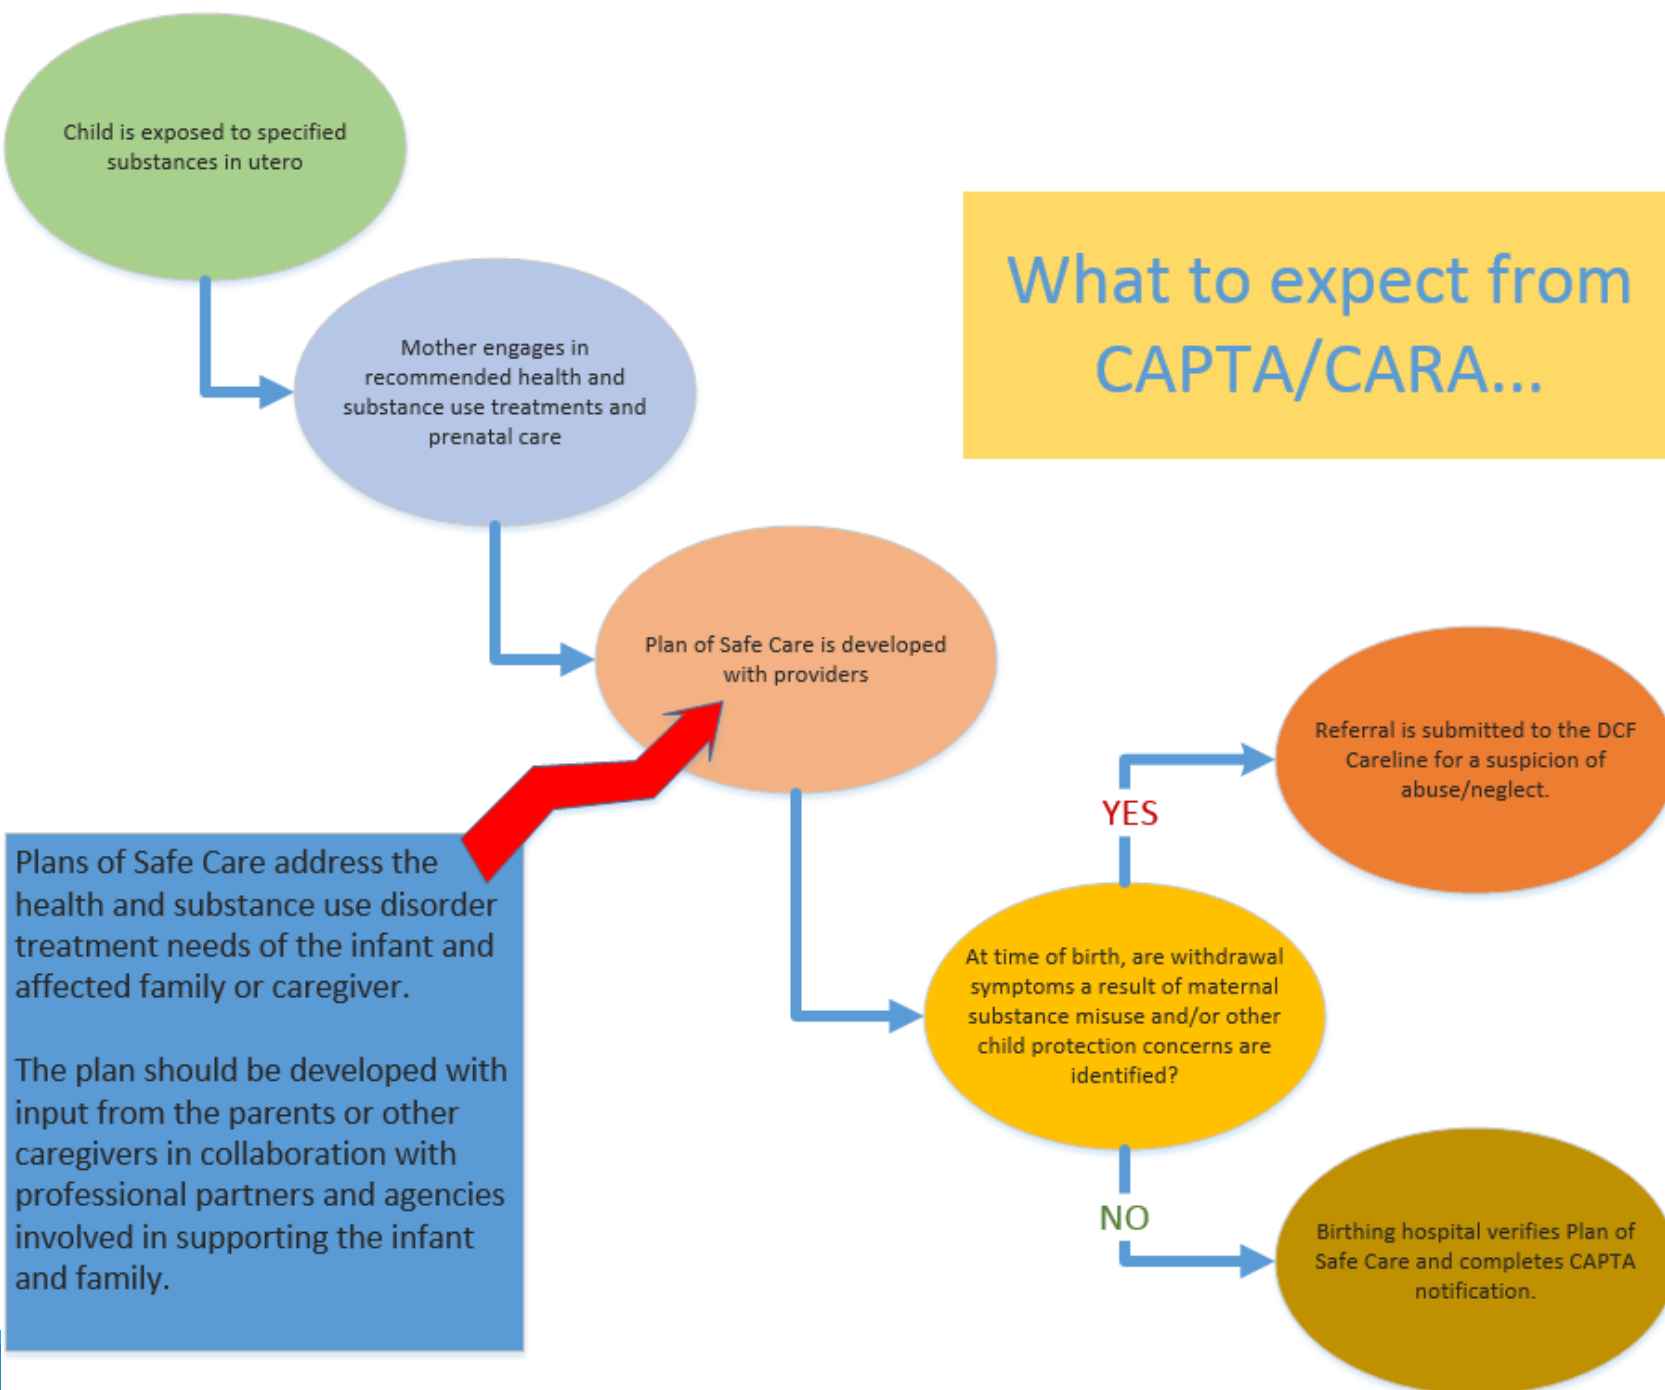 Child is exposed to specified
substances in utero
What to expect from
CAPTA/CARA...
Mother engages in
recommended health and
substance use treatments and
prenatal care
Plan of Safe Care is developed
with providers
Plans of Safe Care address the
health and substance use disorder
treatment needs of the infant and
affected family or caregiver.
The plan should be developed with
input from the parents or other
caregivers in collaboration with
professional partners and agencies
involved in supporting the infant
and family.
At time of birth, are withdrawal
symptoms a result of maternal
substance misuse and/or other
child protection concerns are
identified?
YES
Referral is submitted to the DCF
Careline for a suspicion of
abuse/neglect.
NO
Birthing hospital verifies Plan of
Safe Care and completes CAPTA
notification.